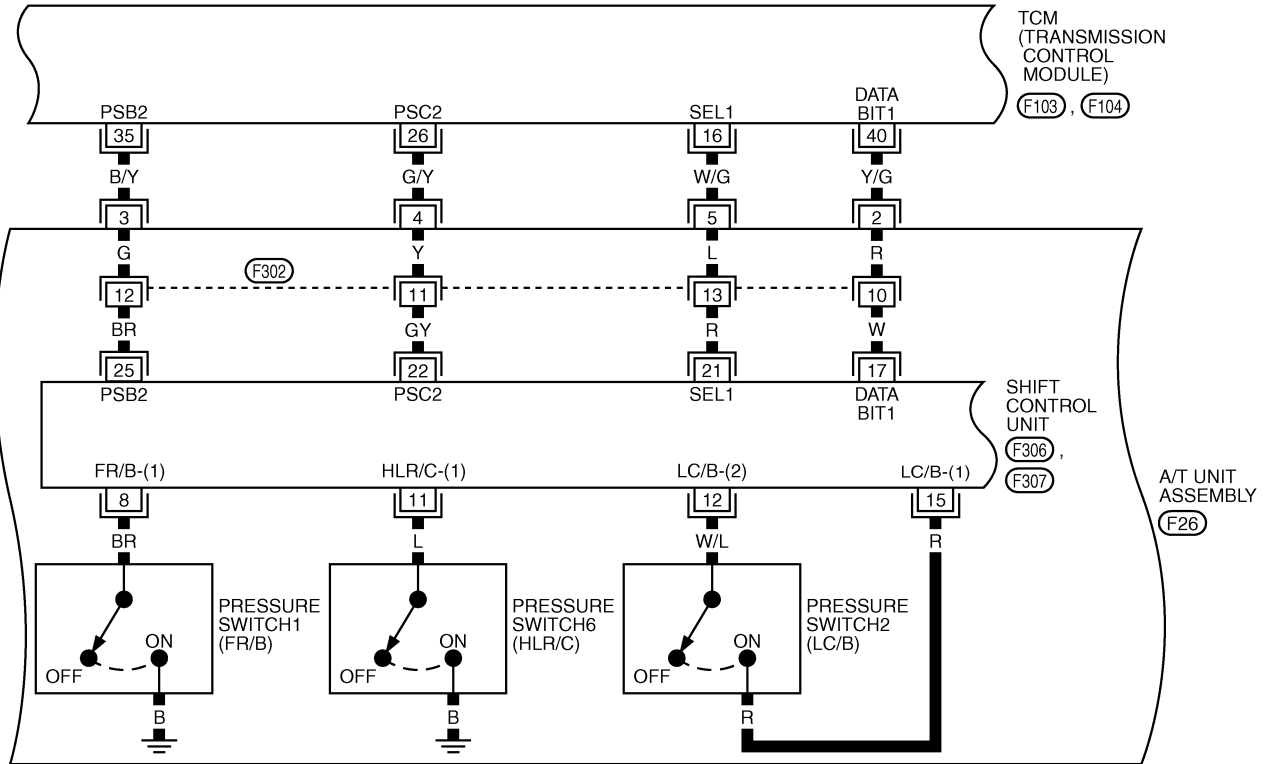 TCM
(TRANSMISSION
CONTROL
MODULE)
F103 , F104
PSB2 PSC2 SEL1 DATA
BIT1
35 26 16 40
B/Y G/Y W/G Y/G
3 4 5 2
G Y L R
F302
12 11 13 10
BR GY R W
25 22 21 17
PSB2 PSC2 SEL1 DATA
BIT1
SHIFT
CONTROL
UNIT
F306 ,
F307
A/T UNIT
ASSEMBLY
F26
FR/B-(1) HLR/C-(1) LC/B-(2) LC/B-(1)
8 11 12 15
BR L W/L R
PRESSURE
SWITCH1
(FR/B)
ON
OFF
B
PRESSURE
SWITCH6
(HLR/C)
ON
OFF
B
PRESSURE
SWITCH2
(LC/B)
ON
OFF
R